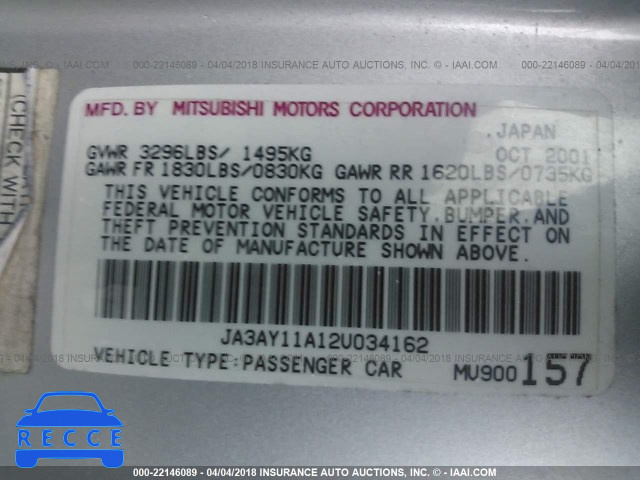 000-22146089 - 04/04/2018 INSURANCE AUTO AUCTIONS, INC. - © IAAI.COM
(CHECK WITH
MFD. BY MITSUBISHI MOTORS CORPORATION
.JAPAN
GVWR 3296LBS/ 1495KG OCT 2001
GAWR FR 1830LBS/0830KG GAWR RR 1620LBS/0735KG
THIS VEHICLE CONFORMS TO ALL APPLICABLE
FEDERAL MOTOR VEHICLE SAFETY, BUMPER, AND
THEFT PREVENTION STANDARDS IN EFFECT ON
THE DATE OF MANUFACTURE SHOWN ABOVE.
JA3AY11A12U034162
VEHICLE TYPE:PASSENGER CAR MU900157
000-22146089 - 04/04/2018 INSURANCE AUTO AUCTIONS, INC. - © IAAI.COM